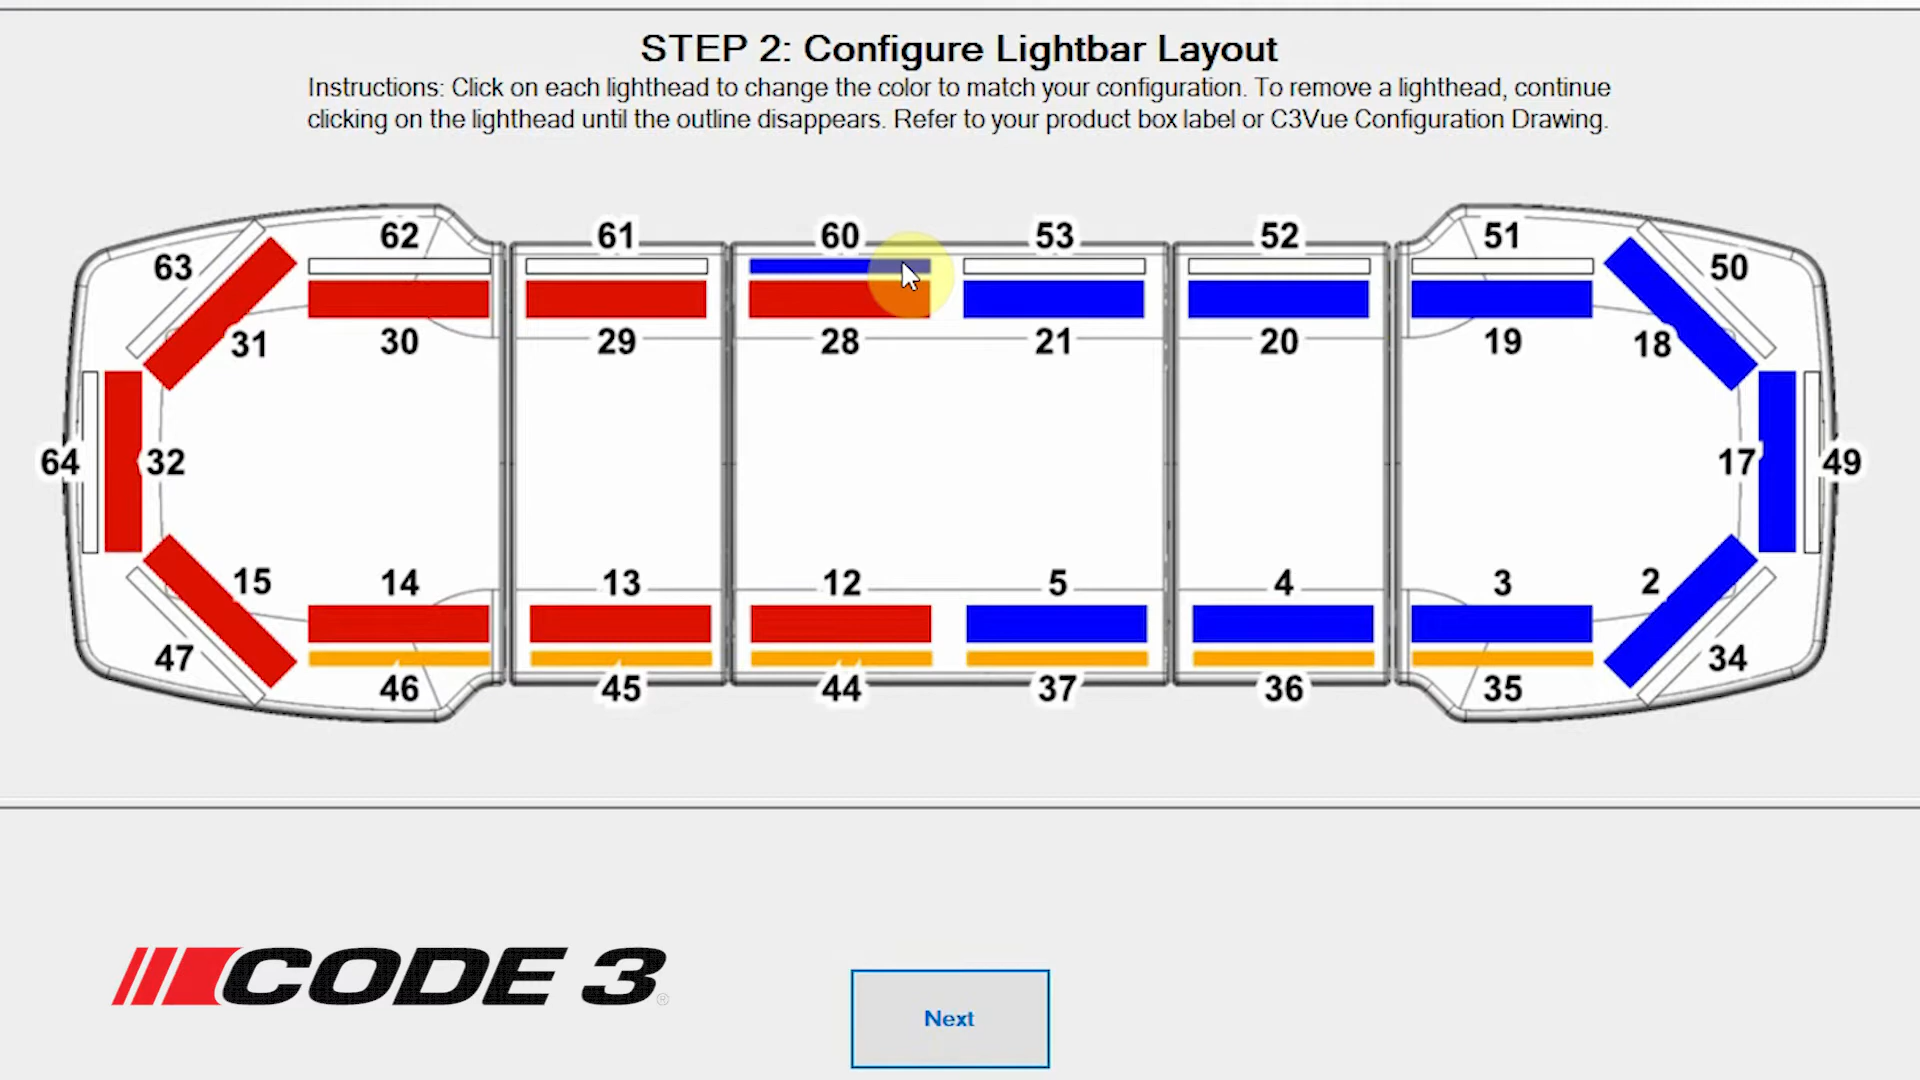 STEP 2: Configure Lightbar Layout
Instructions: Click on each lighthead to change the color to match your configuration. To remove a lighthead, continue
clicking on the lighthead until the outline disappears. Refer to your product box label or C3Vue Configuration Drawing.
62 61 60 53 52 51
63 50
31 30 29 28 21 20 19 18
64 32 17 49
15 14 13 12 5 4 3 2
47 34
46 45 44 37 36 35
CODE 3®
Next